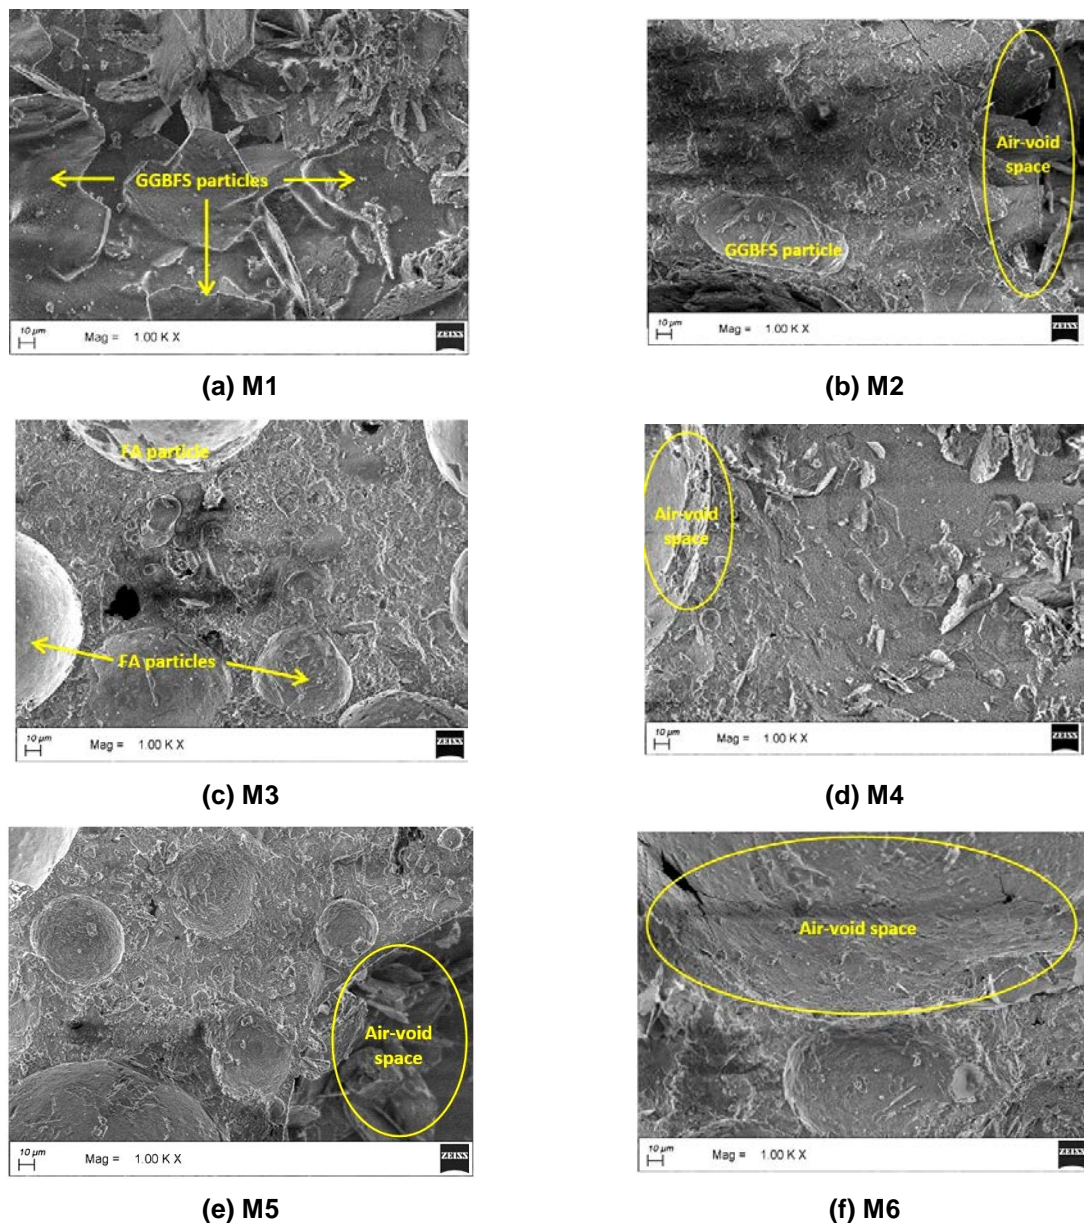 GGBFS particles
10 µm
Mag = 1.00 K X
ZEISS
(a) M1
Air-void
space
GGBFS particle
10 µm
Mag = 1.00 K X
ZEISS
(b) M2
FA particle
FA particles
10 µm
Mag = 1.00 K X
ZEISS
(c) M3
Air-void
space
10 µm
Mag = 1.00 K X
ZEISS
(d) M4
Air-void
space
10 µm
Mag = 1.00 K X
ZEISS
(e) M5
Air-void space
10 µm
Mag = 1.00 K X
ZEISS
(f) M6